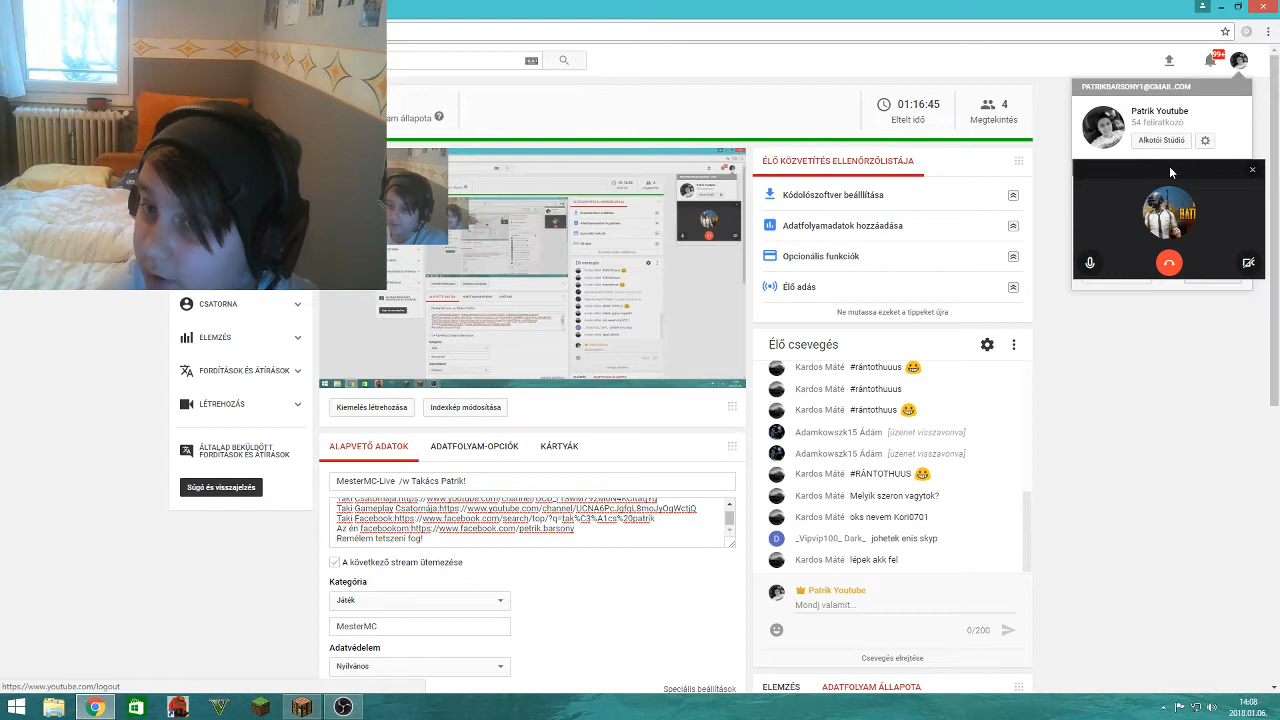 99+
am állapota
01:16:45
Eltelt idő
4
Megtekintés
PATRIKBARSONY1@GMAIL.COM
Patrik Youtube
54 feliratkozó
Alkotói Stúdió
ÉLŐ KÖZVETÍTÉS ELLENŐRZŐLISTÁJA
Kódolószoftver beállítása
Adatfolyamadatok hozzáadása
Opcionális funkciók
Élő adás
Ne mutasd ezeket a tippeket újra
CSATORNA
ELEMZÉS
FORDÍTÁSOK ÉS ÁTÍRÁSOK
LÉTREHOZÁS
ÁLTALAD BEKÜLDÖTT
FORDÍTÁSOK ÉS ÁTÍRÁSOK
Súgó és visszajelzés
Kiemelés létrehozása
Indexkép módosítása
ALAPVETŐ ADATOK
ADATFOLYAM-OPCIÓK
KÁRTYÁK
MesterMC-Live /w Takács Patrik!
Taki Gameplay Csatornája:https://www.youtube.com/channel/UCNA6PcJgfqL8moJyOqWctjQ
Taki Facebook:https://www.facebook.com/search/top/?q=tak%C3%A1cs%20patrik
Az én facebookom:https://www.facebook.com/petrik.barsony
Remélem tetszeni fog!
A következő stream ütemezése
Kategória
Játék
MesterMC
Adatvédelem
Nyilvános
Speciális beállítások
Élő csevegés
Kardos Máté #rántothuuus
Kardos Máté #rántothuuus
Kardos Máté #rántothuus
Adamkowszk15 Ádám [üzenet visszavonva]
Adamkowszk15 Ádám [üzenet visszavonva]
Kardos Máté #RÁNTOTHUUS
Kardos Máté Melyik szeron vagytok?
Kardos Máté oks nevem Kori0701
D
_Vipvip100_ Dark_ johetek enis skyp
Kardos Máté lépek akk fel
Patrik Youtube
Mondj valamit...
0/200
Csevegés elrejtése
ELEMZÉS
ADATFOLYAM ÁLLAPOTA
https://www.youtube.com/logout
14:08
2018.01.06.